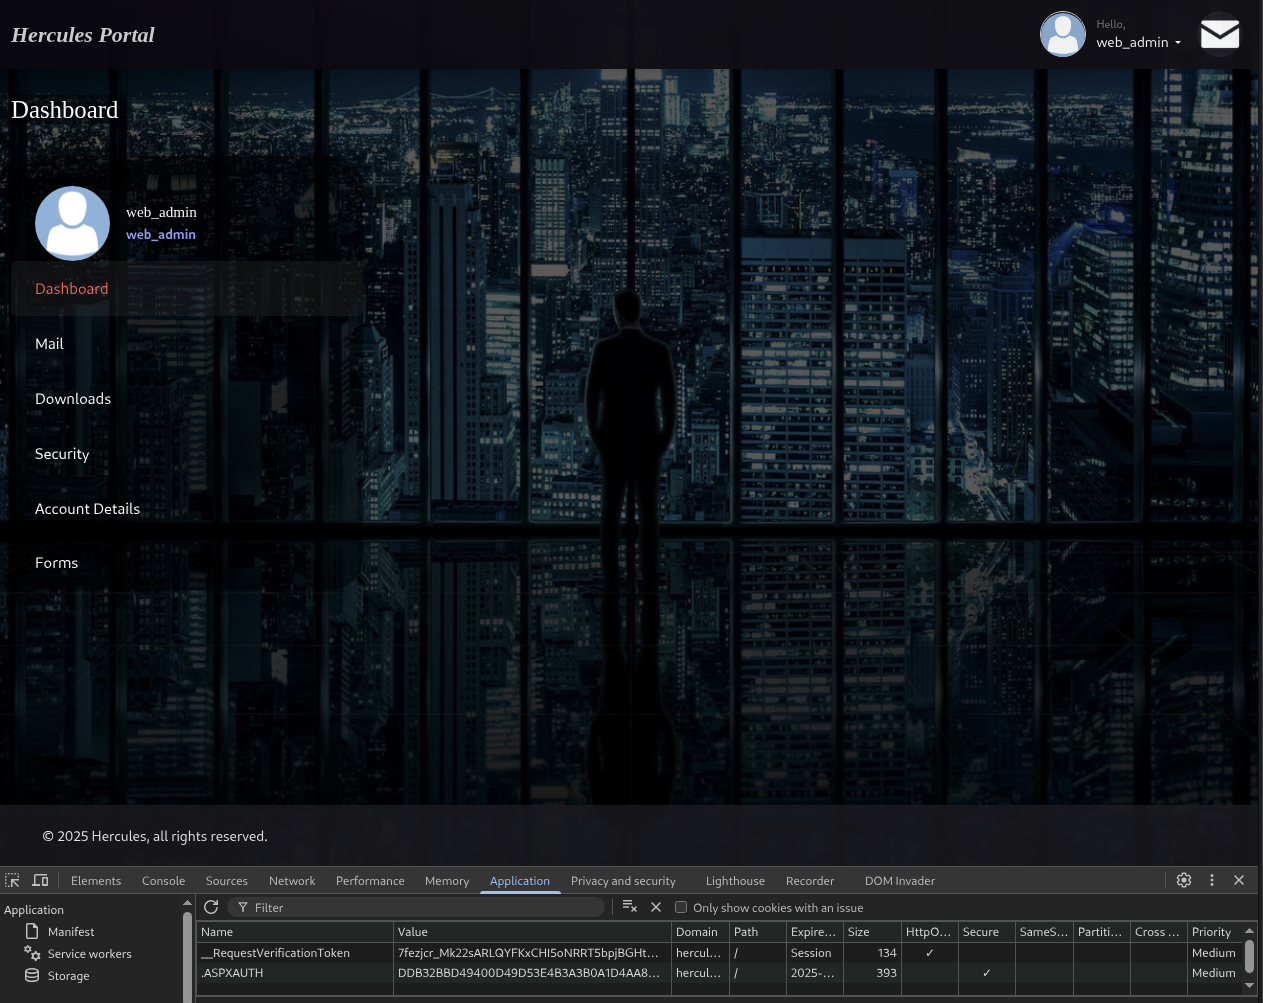 Hercules Portal
Hello,
web_admin
Dashboard
web_admin
web_admin
Dashboard
Mail
Downloads
Security
Account Details
Forms
© 2025 Hercules, all rights reserved.
Elements Console Sources Network Performance Memory Application Privacy and security Lighthouse Recorder DOM Invader
Application
Manifest
Service workers
Storage
Filter Only show cookies with an issue
Name Value Domain Path Expire... Size HttpO... Secure SameS... Partiti... Cross ... Priority
__RequestVerificationToken 7fezjcr_Mk22sARLQYFKxCHI5oNRRT5bpjBGHt... hercul... / Session 134 ✓ Medium
.ASPXAUTH DDB32BBD49400D49D53E4B3A3B0A1D4AA8... hercul... / 2025-... 393 ✓ Medium